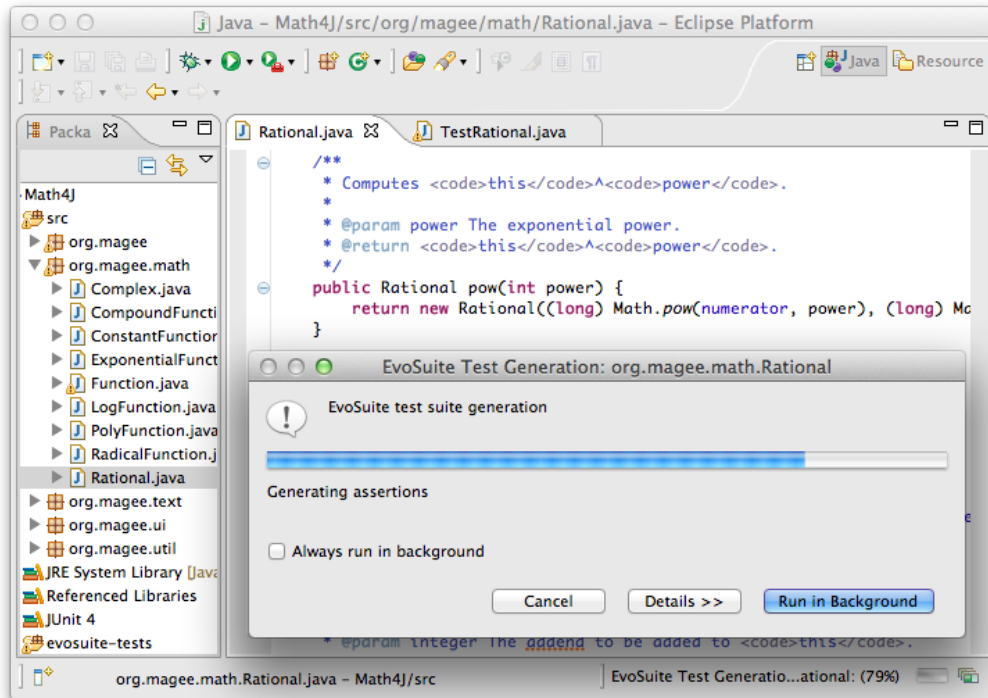 Java – Math4J/src/org/magee/math/Rational.java – Eclipse Platform
Java
Resource
Packa
Rational.java
TestRational.java
Math4J
src
org.magee
org.magee.math
Complex.java
CompoundFuncti
ConstantFunction
ExponentialFunct
Function.java
LogFunction.java
PolyFunction.java
RadicalFunction.j
Rational.java
org.magee.text
org.magee.ui
org.magee.util
JRE System Library [Java
Referenced Libraries
JUnit 4
evosuite-tests
/**
* Computes <code>this</code>^<code>power</code>.
*
* @param power The exponential power.
* @return <code>this</code>^<code>power</code>.
*/
public Rational pow(int power) {
return new Rational((long) Math.pow(numerator, power), (long) Ma
}
EvoSuite Test Generation: org.magee.math.Rational
EvoSuite test suite generation
Generating assertions
Always run in background
Cancel
Details >>
Run in Background
* @param integer The addend to be added to <code>this</code>.
org.magee.math.Rational.java – Math4J/src
EvoSuite Test Generatio...ational: (79%)